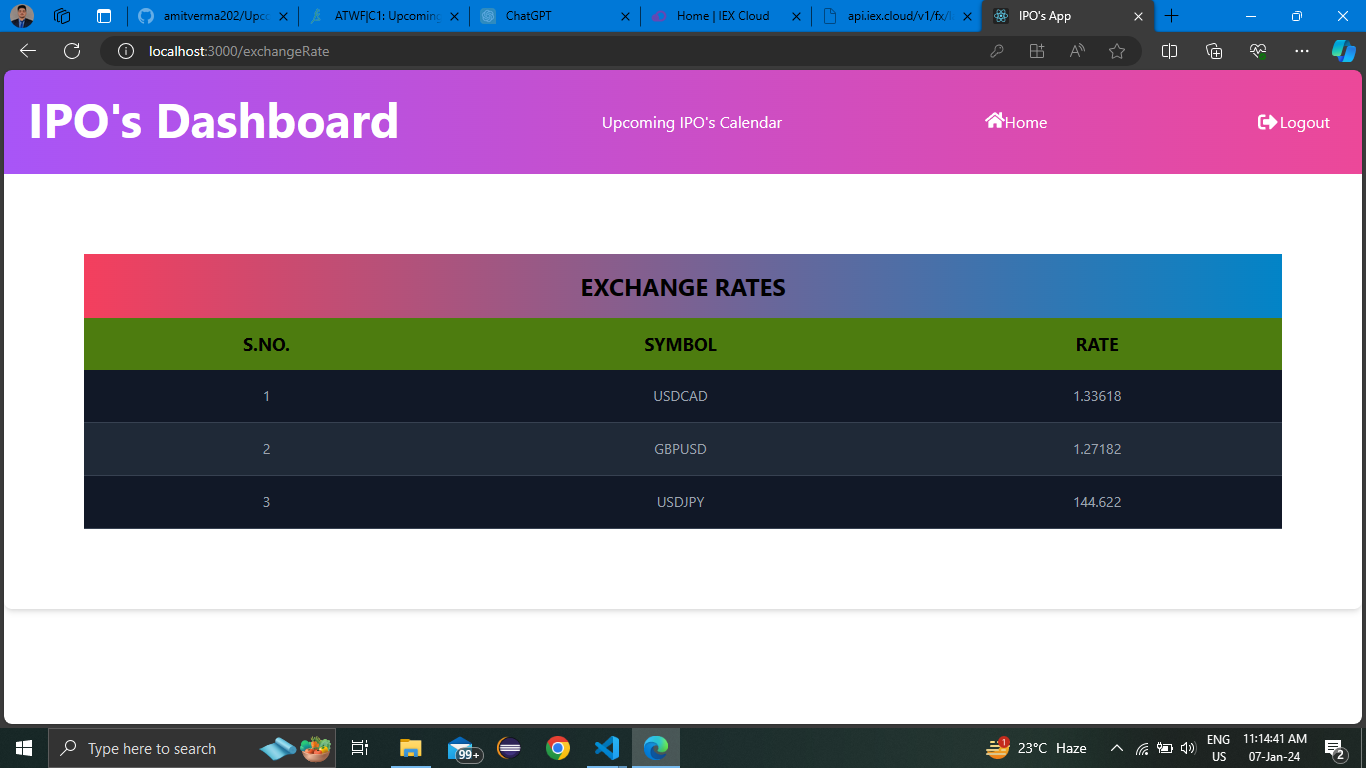 amitverma202/Upco
ATWF|C1: Upcoming
ChatGPT
Home | IEX Cloud
api.iex.cloud/v1/fx/la
IPO's App
localhost:3000/exchangeRate
IPO's Dashboard
Upcoming IPO's Calendar
Home
Logout
EXCHANGE RATES
S.NO. SYMBOL RATE
1 USDCAD 1.33618
2 GBPUSD 1.27182
3 USDJPY 144.622
Type here to search
99+
1
23°C Haze
ENG
US
11:14:41 AM
07-Jan-24
2